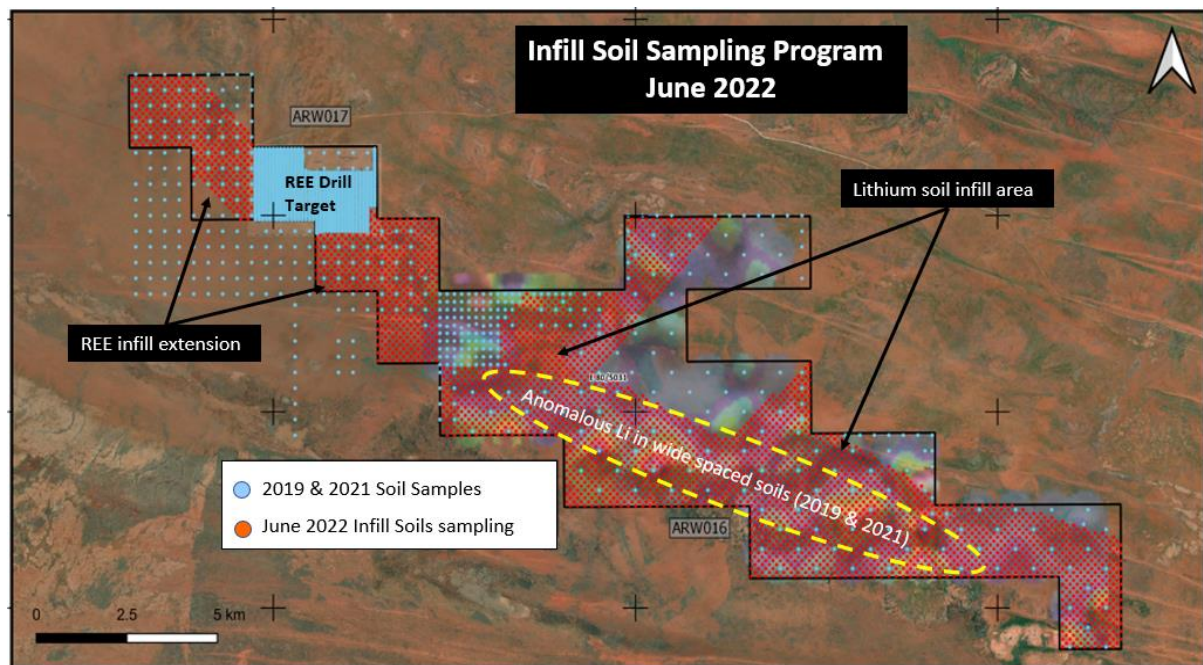 Infill Soil Sampling Program
June 2022
ARW017
REE Drill
Target
Lithium soil infill area
REE infill extension
Anomalous Li in wide spaced soils (2019 & 2021)
2019 & 2021 Soil Samples
June 2022 Infill Soils sampling
ARW016
0
2.5
5 km